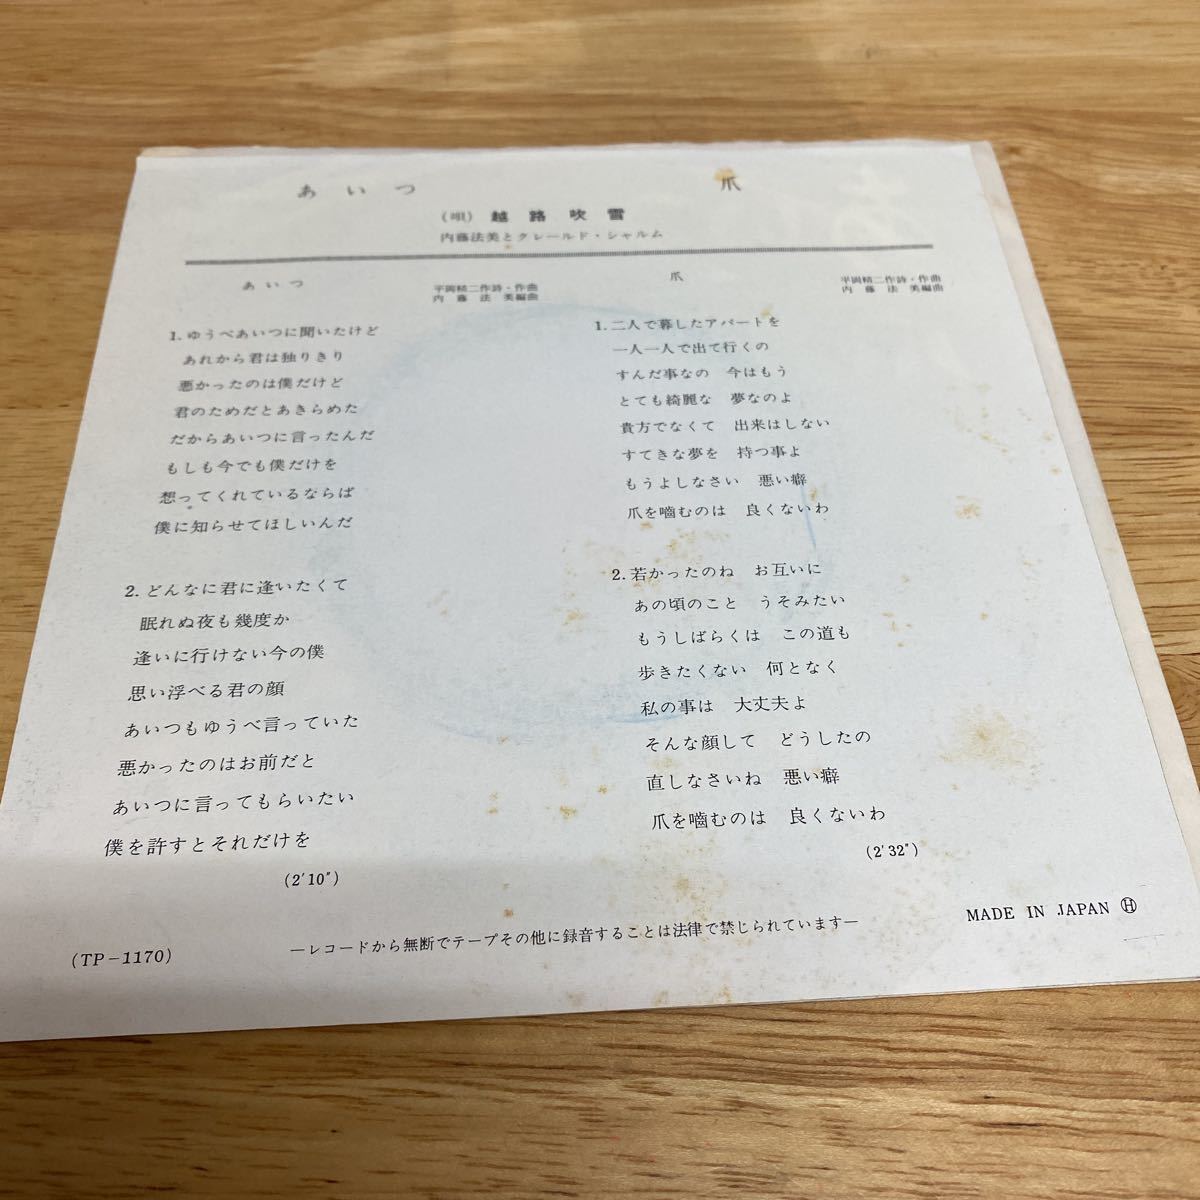 あいつ　爪
(唄) 越路吹雪
内藤法美とクレールド・シャルム
あいつ
平岡精二作詩・作曲
内藤法美編曲
1. ゆうべあいつに聞いたけど
あれから君は独りきり
悪かったのは僕だけど
君のためだとあきらめた
だからあいつに言ったんだ
もしも今でも僕だけを
想ってくれているならば
僕に知らせてほしいんだ
2. どんなに君に逢いたくて
眠れぬ夜も幾度か
逢いに行けない今の僕
思い浮べる君の顔
あいつもゆうべ言っていた
悪かったのはお前だと
あいつに言ってもらいたい
僕を許すとそれだけを
(2′10″)
爪
平岡精二作詩・作曲
内藤法美編曲
1. 二人で暮したアパートを
一人一人で出て行くの
すんだ事なの　今はもう
とても綺麗な　夢なのよ
貴方でなくて　出来はしない
すてきな夢を　持つ事よ
もうよしなさい　悪い癖
爪を噛むのは　良くないわ
2. 若かったのね　お互いに
あの頃のこと　うそみたい
もうしばらくは　この道も
歩きたくない　何となく
私の事は　大丈夫よ
そんな顔して　どうしたの
直しなさいね　悪い癖
爪を噛むのは　良くないわ
(2′32″)
MADE IN JAPAN Ⓗ
—レコードから無断でテープその他に録音することは法律で禁じられています—
(TP-1170)